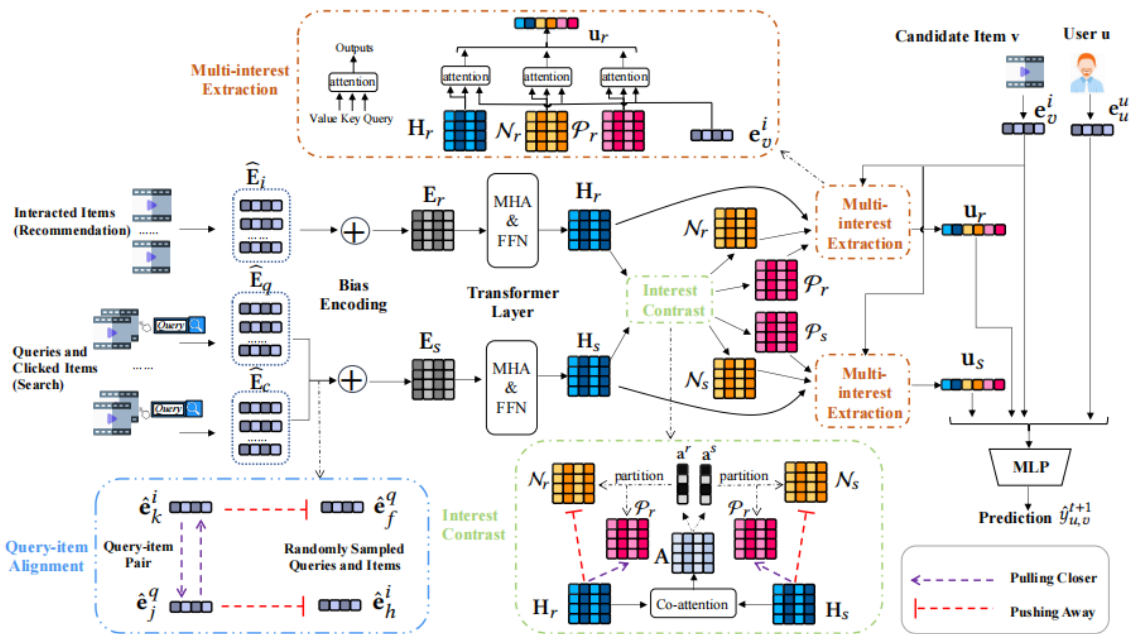 Outputs
attention
Value Key Query
Multi-interest
Extraction
u_r
attention
attention
attention
H_r
N_r
P_r
e_v^i
Candidate Item v
User u
e_v^i
e_u^u
Interacted Items
(Recommendation)
......
Ê_i
......
Bias
Encoding
E_r
MHA
&
FFN
H_r
N_r
P_r
Multi-
interest
Extraction
u_r
Transformer
Layer
Interest
Contrast
Queries and
Clicked Items
(Search)
Query
......
Query
Ê_q
......
Ê_c
......
E_s
MHA
&
FFN
H_s
P_s
N_s
Multi-
interest
Extraction
u_s
MLP
Prediction ŷ_{u,v}^{t+1}
Query-item
Alignment
ê_k^i
ê_f^q
Query-item
Pair
Randomly Sampled
Queries and Items
ê_j^q
ê_h^i
Interest
Contrast
N_r
partition
a^r
a^s
partition
N_s
P_r
P_r
A
H_r
Co-attention
H_s
Pulling Closer
Pushing Away